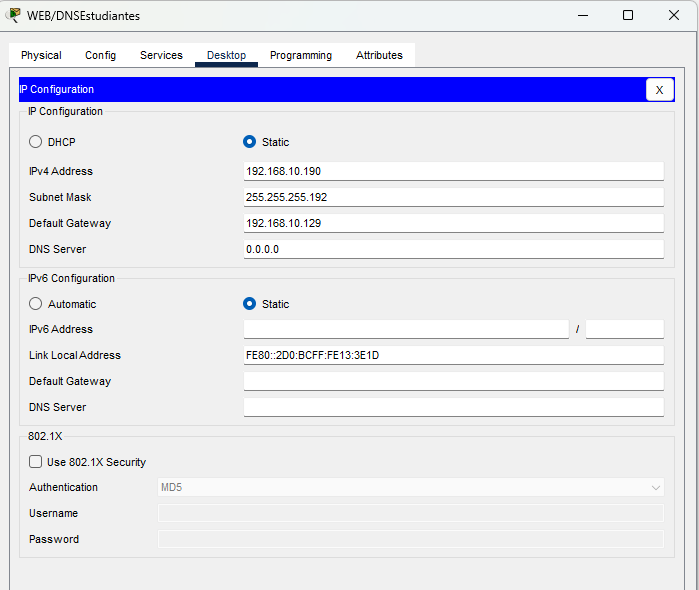 WEB/DNSEstudiantes
Physical Config Services Desktop Programming Attributes
IP Configuration X
IP Configuration
DHCP Static
IPv4 Address 192.168.10.190
Subnet Mask 255.255.255.192
Default Gateway 192.168.10.129
DNS Server 0.0.0.0
IPv6 Configuration
Automatic Static
IPv6 Address /
Link Local Address FE80::2D0:BCFF:FE13:3E1D
Default Gateway
DNS Server
802.1X
Use 802.1X Security
Authentication MD5
Username
Password